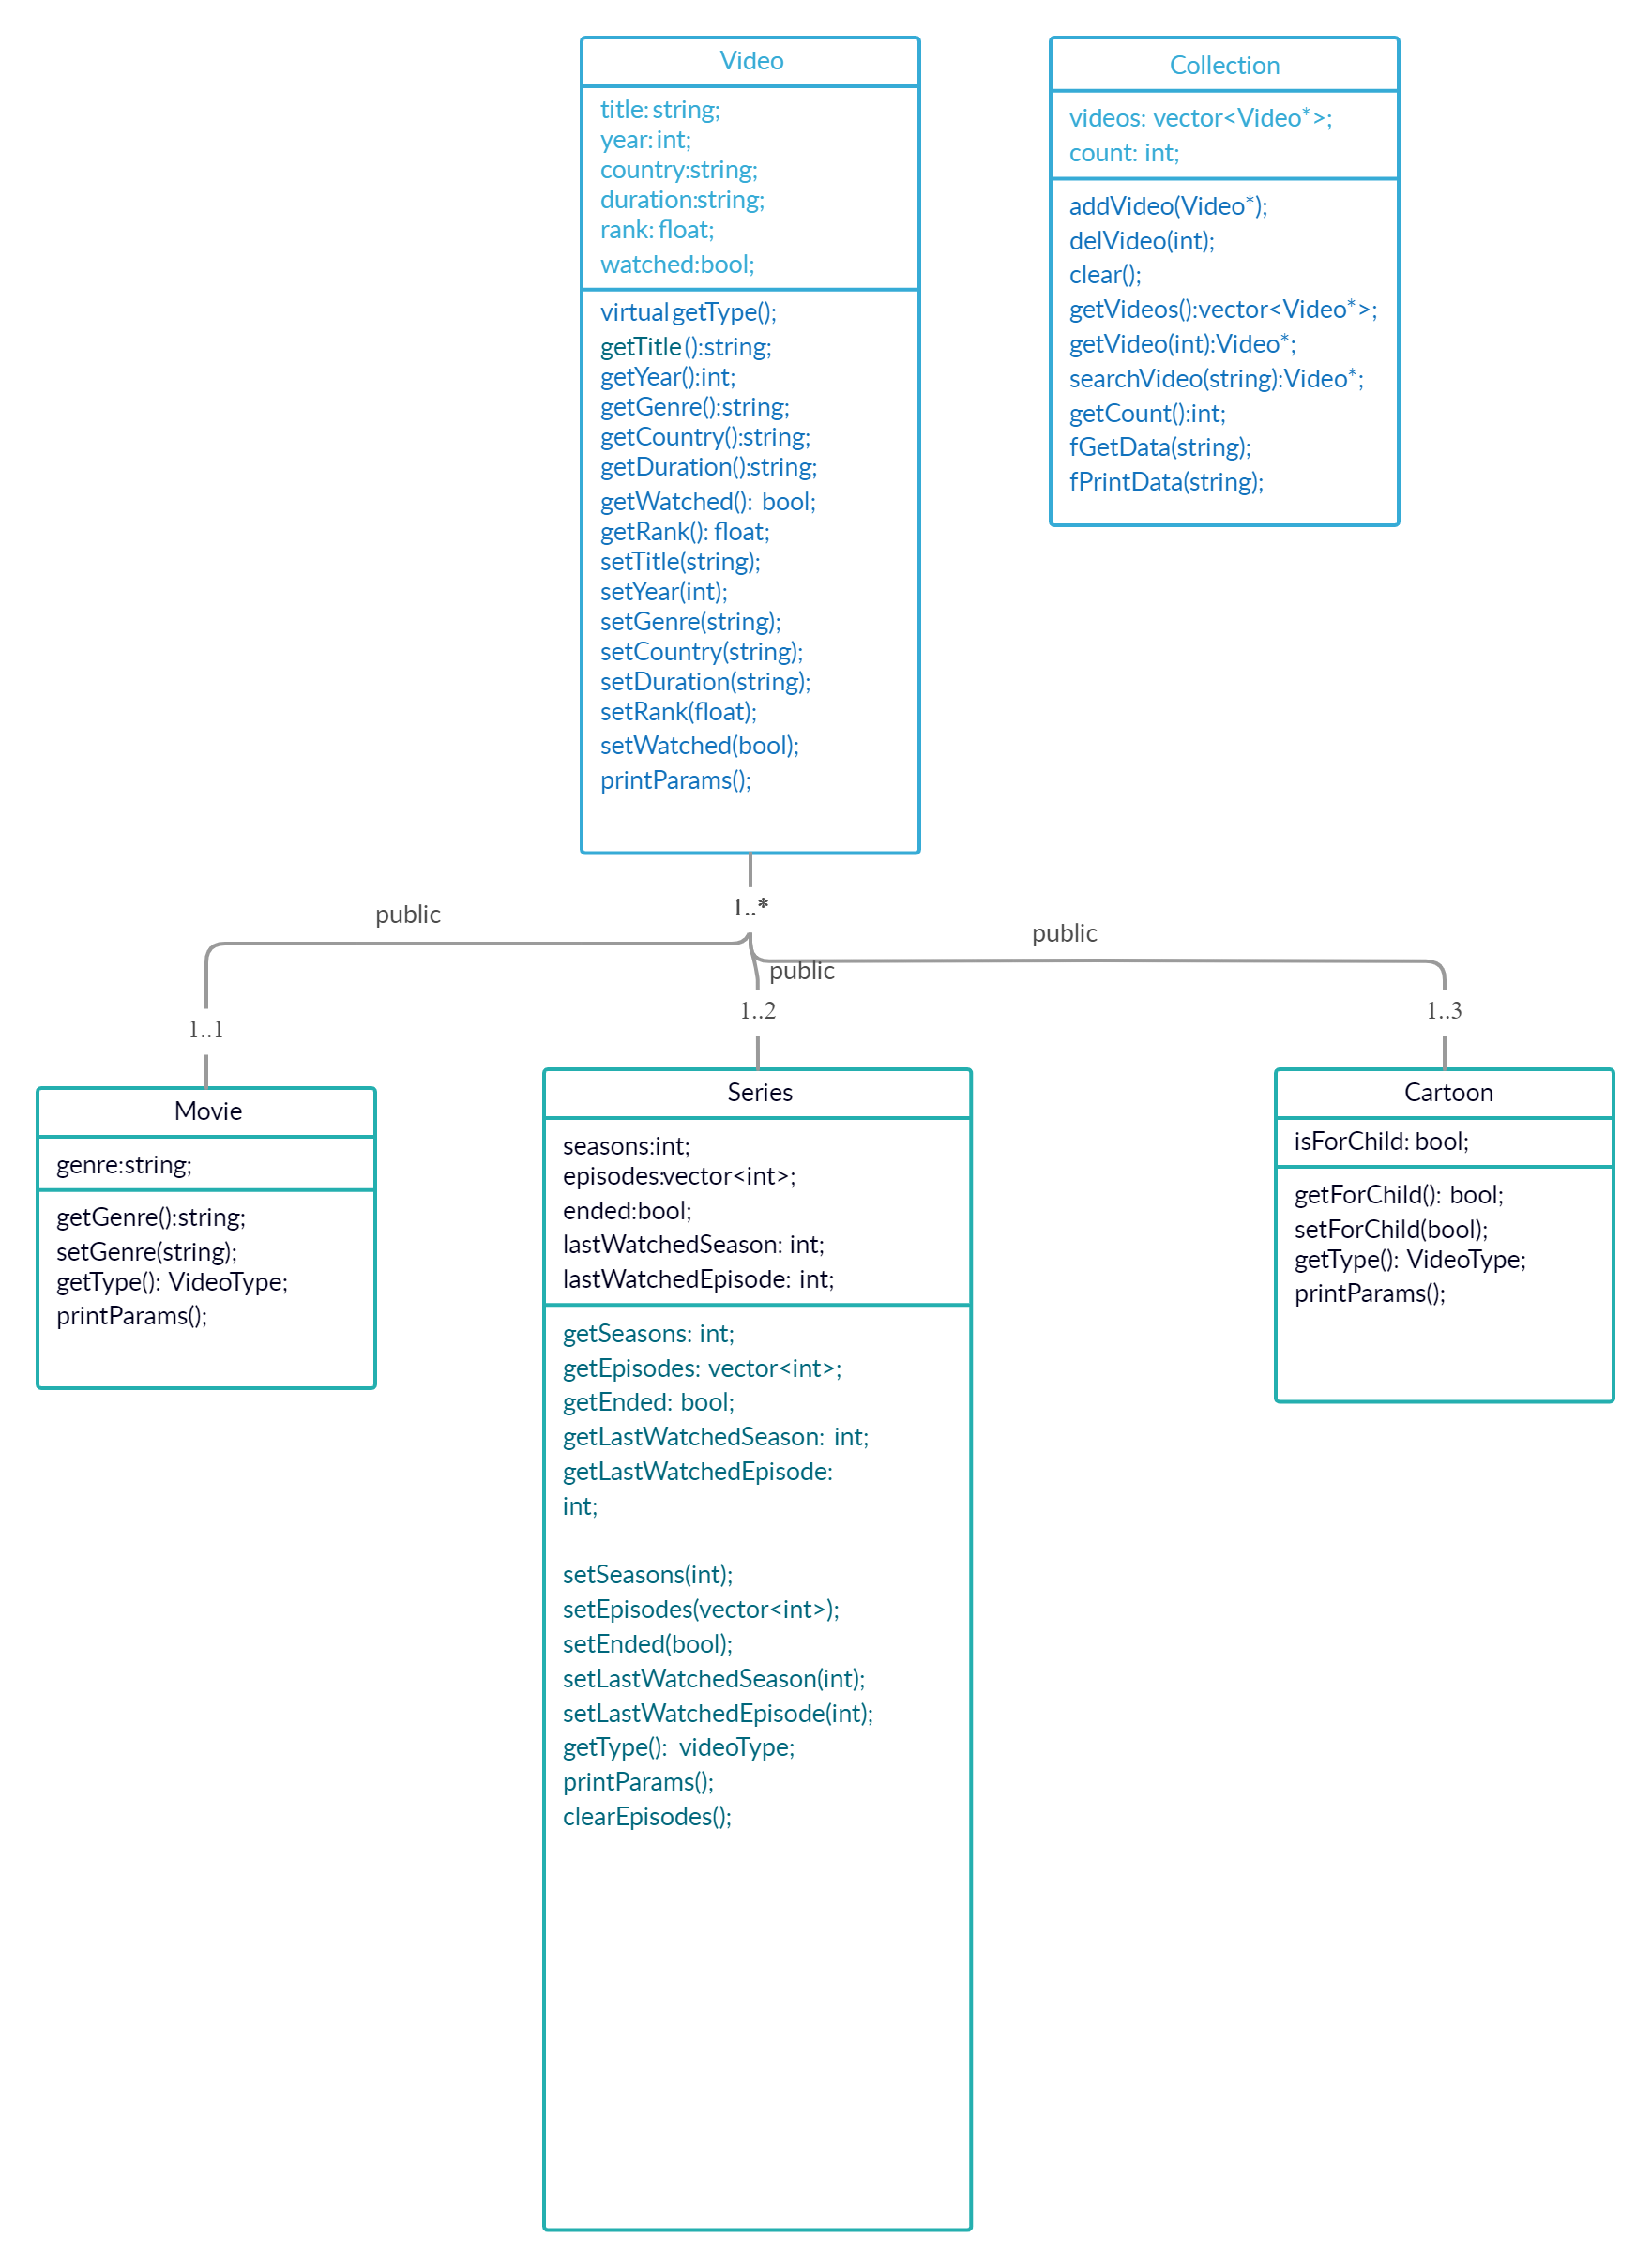 Video
title: string;
year: int;
country:string;
duration:string;
rank: float;
watched:bool;
virtual getType();
getTitle ():string;
getYear():int;
getGenre():string;
getCountry():string;
getDuration():string;
getWatched(): bool;
getRank(): float;
setTitle(string);
setYear(int);
setGenre(string);
setCountry(string);
setDuration(string);
setRank(float);
setWatched(bool);
printParams();
Collection
videos: vector<Video*>;
count: int;
addVideo(Video*);
delVideo(int);
clear();
getVideos():vector<Video*>;
getVideo(int):Video*;
searchVideo(string):Video*;
getCount():int;
fGetData(string);
fPrintData(string);
1..*
public
public
public
1..1
1..2
1..3
Movie
genre:string;
getGenre():string;
setGenre(string);
getType(): VideoType;
printParams();
Series
seasons:int;
episodes:vector<int>;
ended:bool;
lastWatchedSeason: int;
lastWatchedEpisode: int;
getSeasons: int;
getEpisodes: vector<int>;
getEnded: bool;
getLastWatchedSeason: int;
getLastWatchedEpisode:
int;
setSeasons(int);
setEpisodes(vector<int>);
setEnded(bool);
setLastWatchedSeason(int);
setLastWatchedEpisode(int);
getType(): videoType;
printParams();
clearEpisodes();
Cartoon
isForChild: bool;
getForChild(): bool;
setForChild(bool);
getType(): VideoType;
printParams();